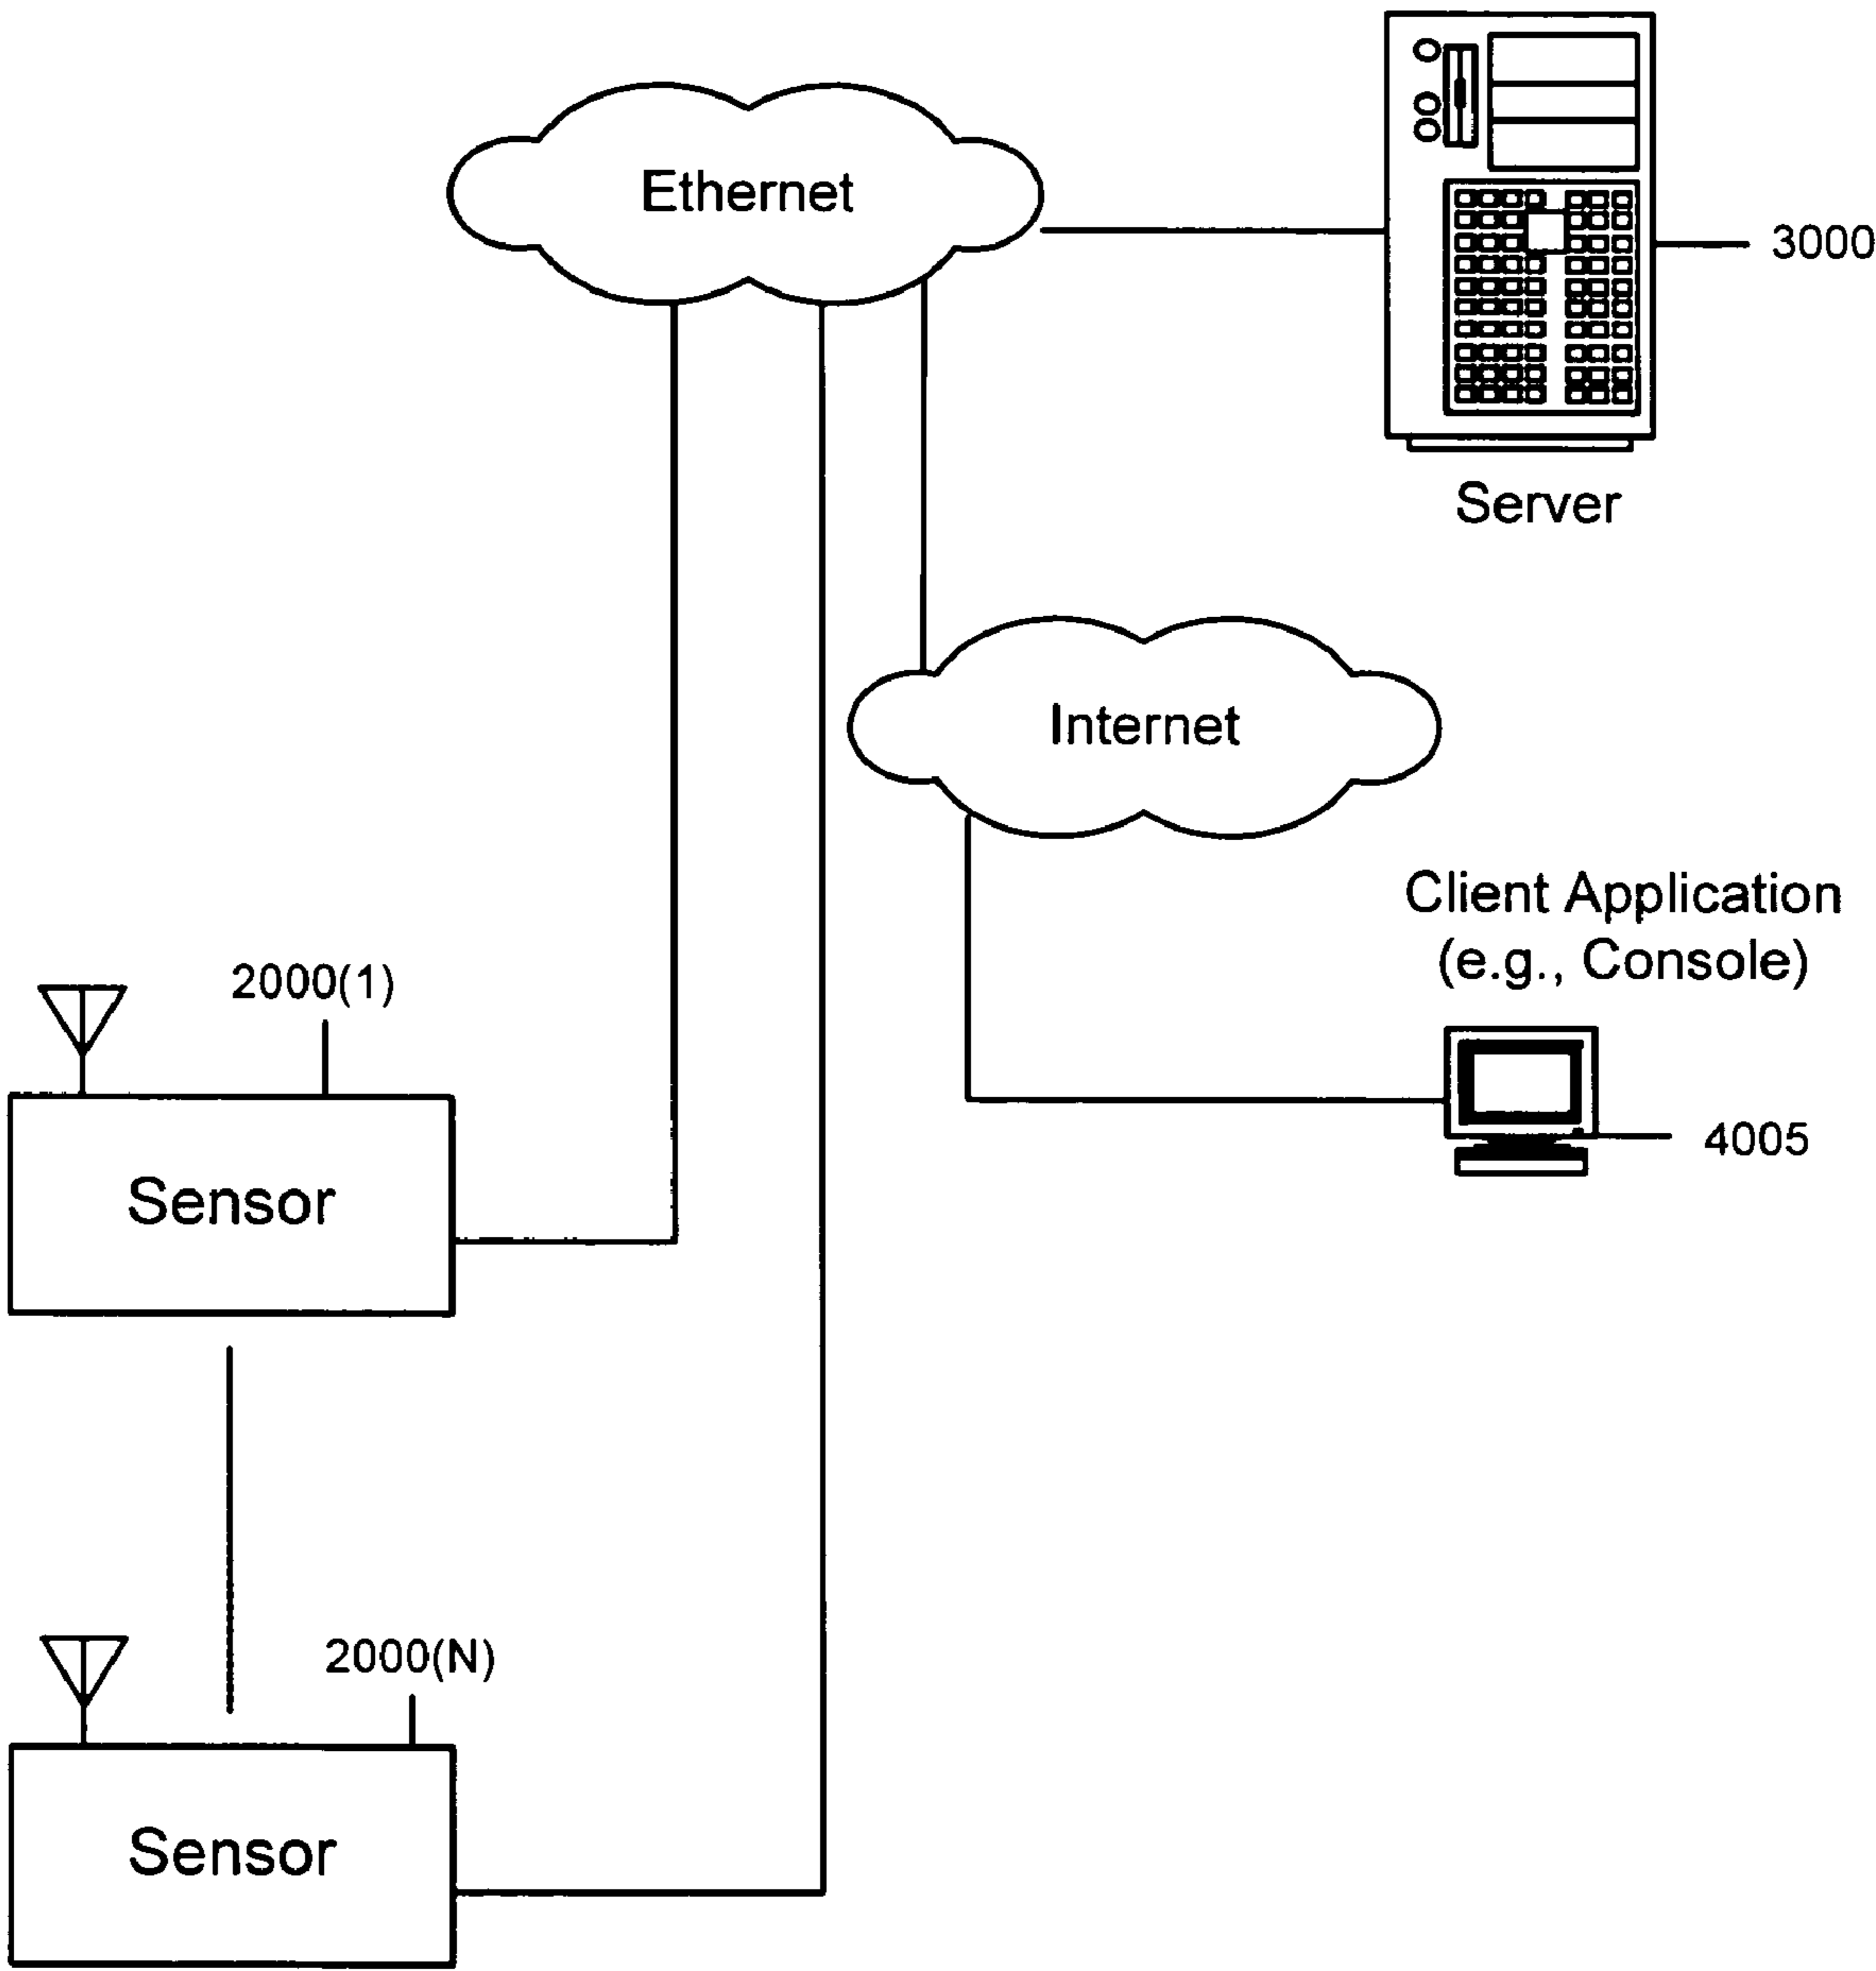 Ethernet
3000
Server
Internet
Client Application
(e.g., Console)
2000(1)
4005
Sensor
2000(N)
Sensor